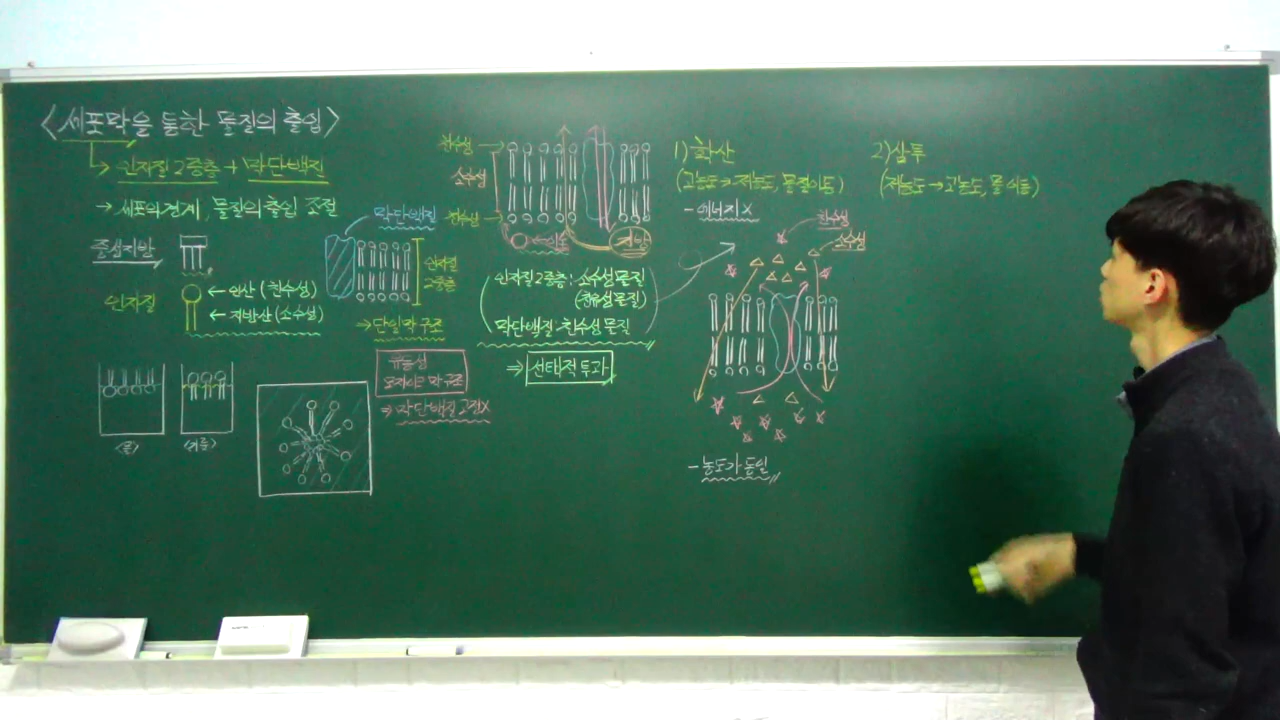 <세포막을 통한 물질의 출입>
→ 인지질 2중층 + 막단백질
→ 세포의 경계, 물질의 출입 조절
중성지방
인지질
← 인산 (친수성)
← 지방산 (소수성)
막단백질
인지질
2중층
⇒ 단위막 구조
유동성
모자이크 막 구조
⇒ 막단백질 고정X
<물>
<기름>
친수성
소수성
친수성
이온
지방
인지질 2중층 : 소수성 물질
(친유성 물질)
막단백질 : 친수성 물질
⇒ 선택적 투과
1) 확산
(고농도 → 저농도, 물질이동)
- 에너지 X
친수성
소수성
- 농도가 동일
2) 삼투
(저농도 → 고농도, 물 이동)